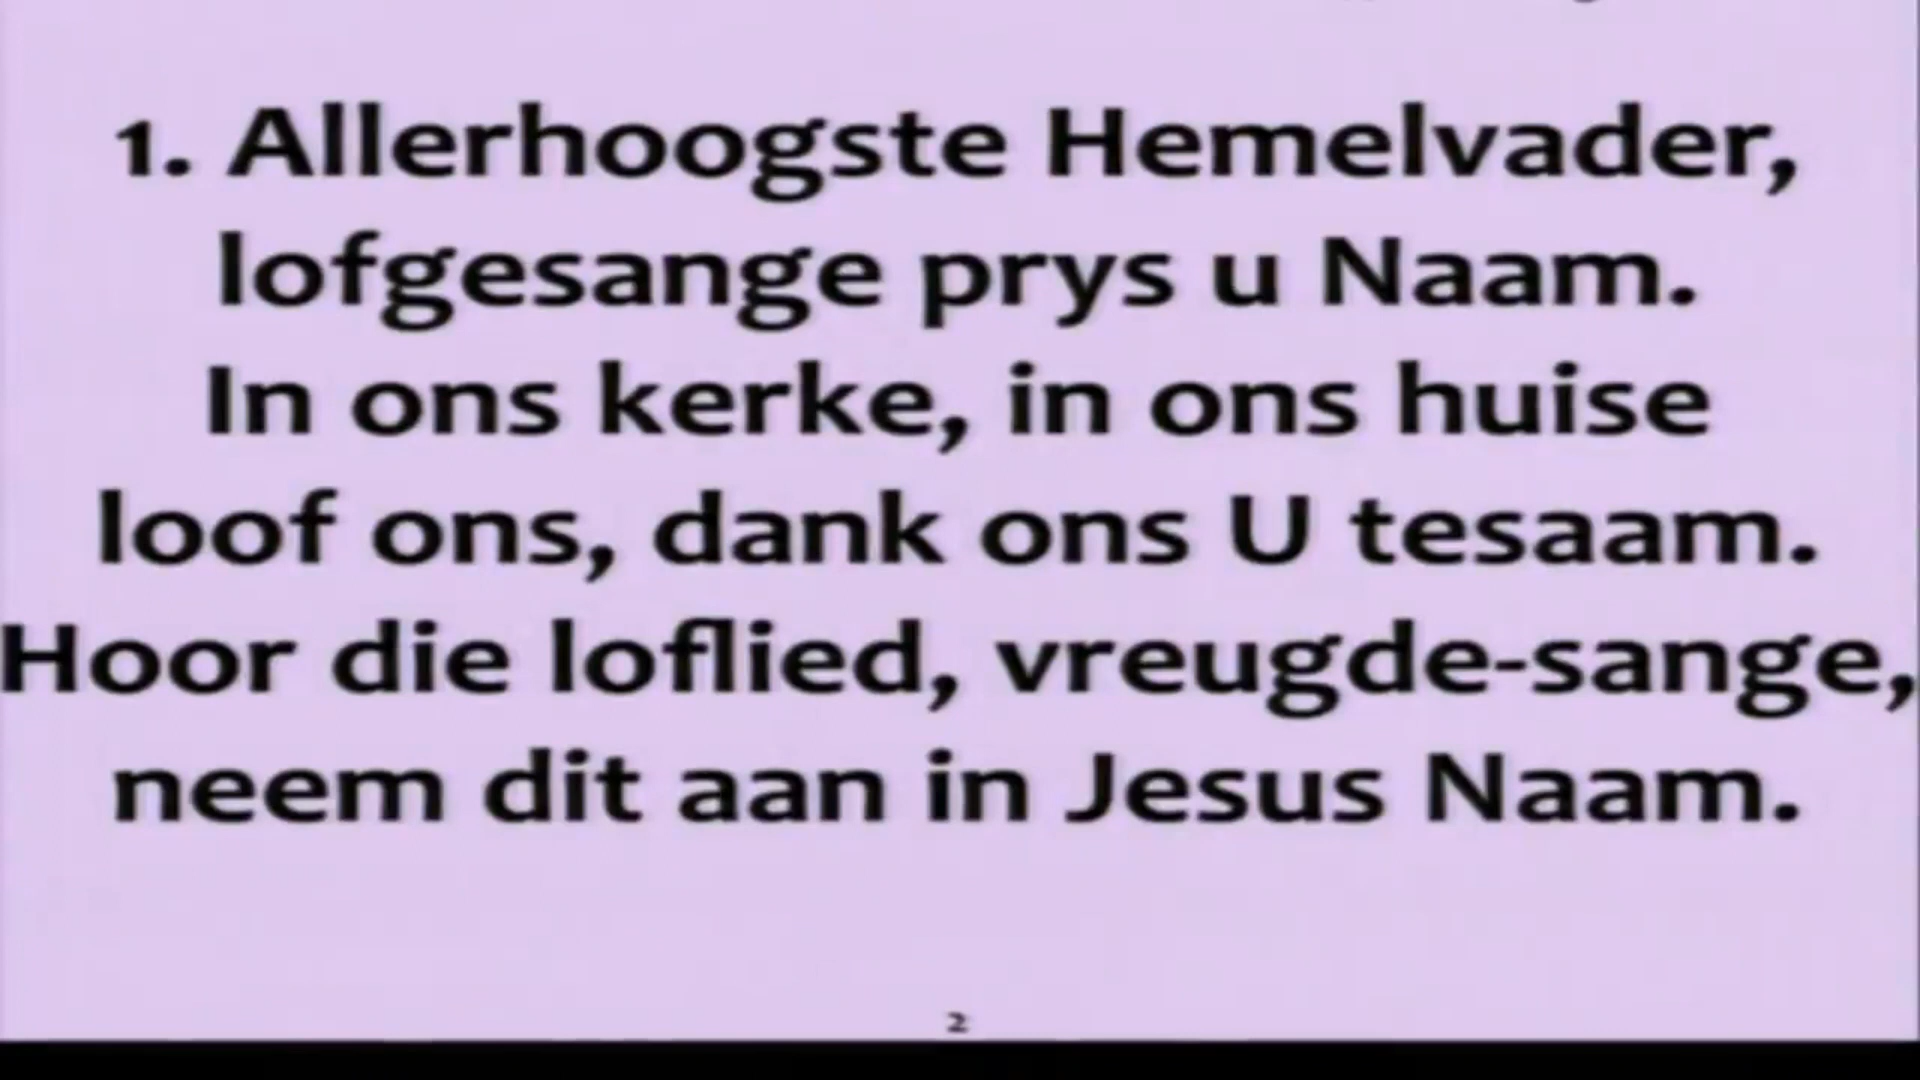 1. Allerhoogste Hemelvader,
lofgesange prys u Naam.
In ons kerke, in ons huise
loof ons, dank ons U tesaam.
Hoor die loflied, vreugde-sange,
neem dit aan in Jesus Naam.
2